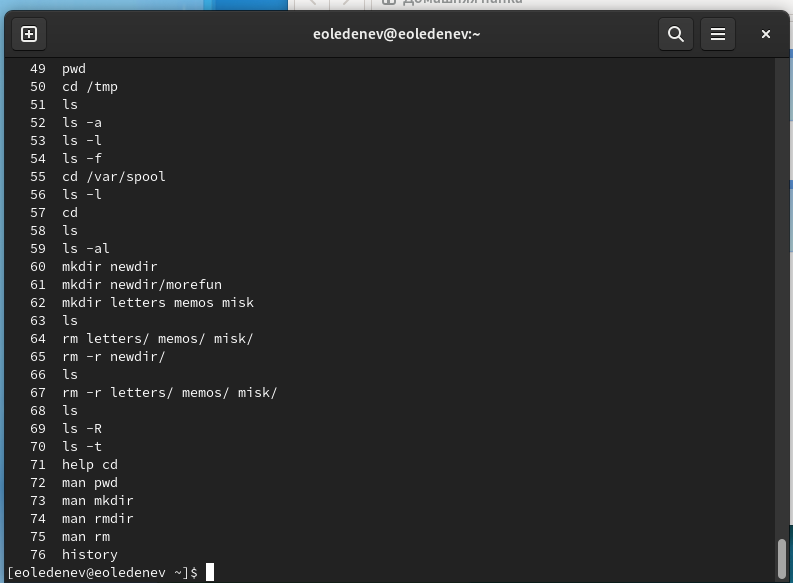 Домашняя папка
eoledenev@eoledenev:~
49 pwd
50 cd /tmp
51 ls
52 ls -a
53 ls -l
54 ls -f
55 cd /var/spool
56 ls -l
57 cd
58 ls
59 ls -al
60 mkdir newdir
61 mkdir newdir/morefun
62 mkdir letters memos misk
63 ls
64 rm letters/ memos/ misk/
65 rm -r newdir/
66 ls
67 rm -r letters/ memos/ misk/
68 ls
69 ls -R
70 ls -t
71 help cd
72 man pwd
73 man mkdir
74 man rmdir
75 man rm
76 history
[eoledenev@eoledenev ~]$